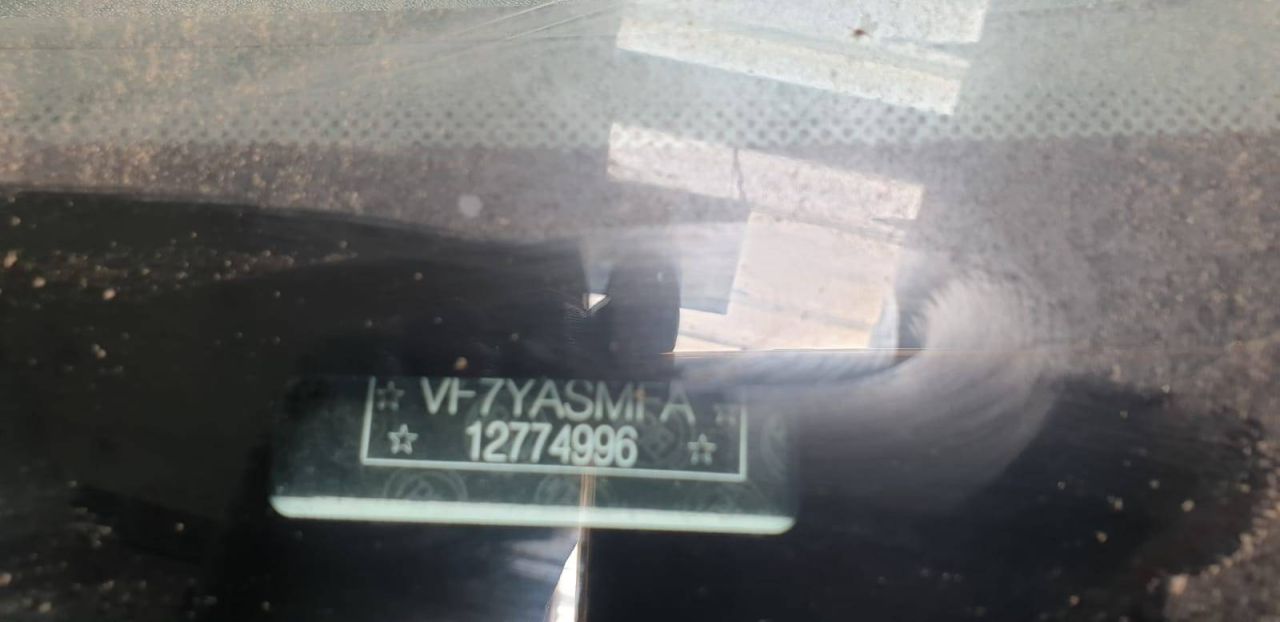 ☆ VF7YASMFA ☆
☆ 12774996 ☆